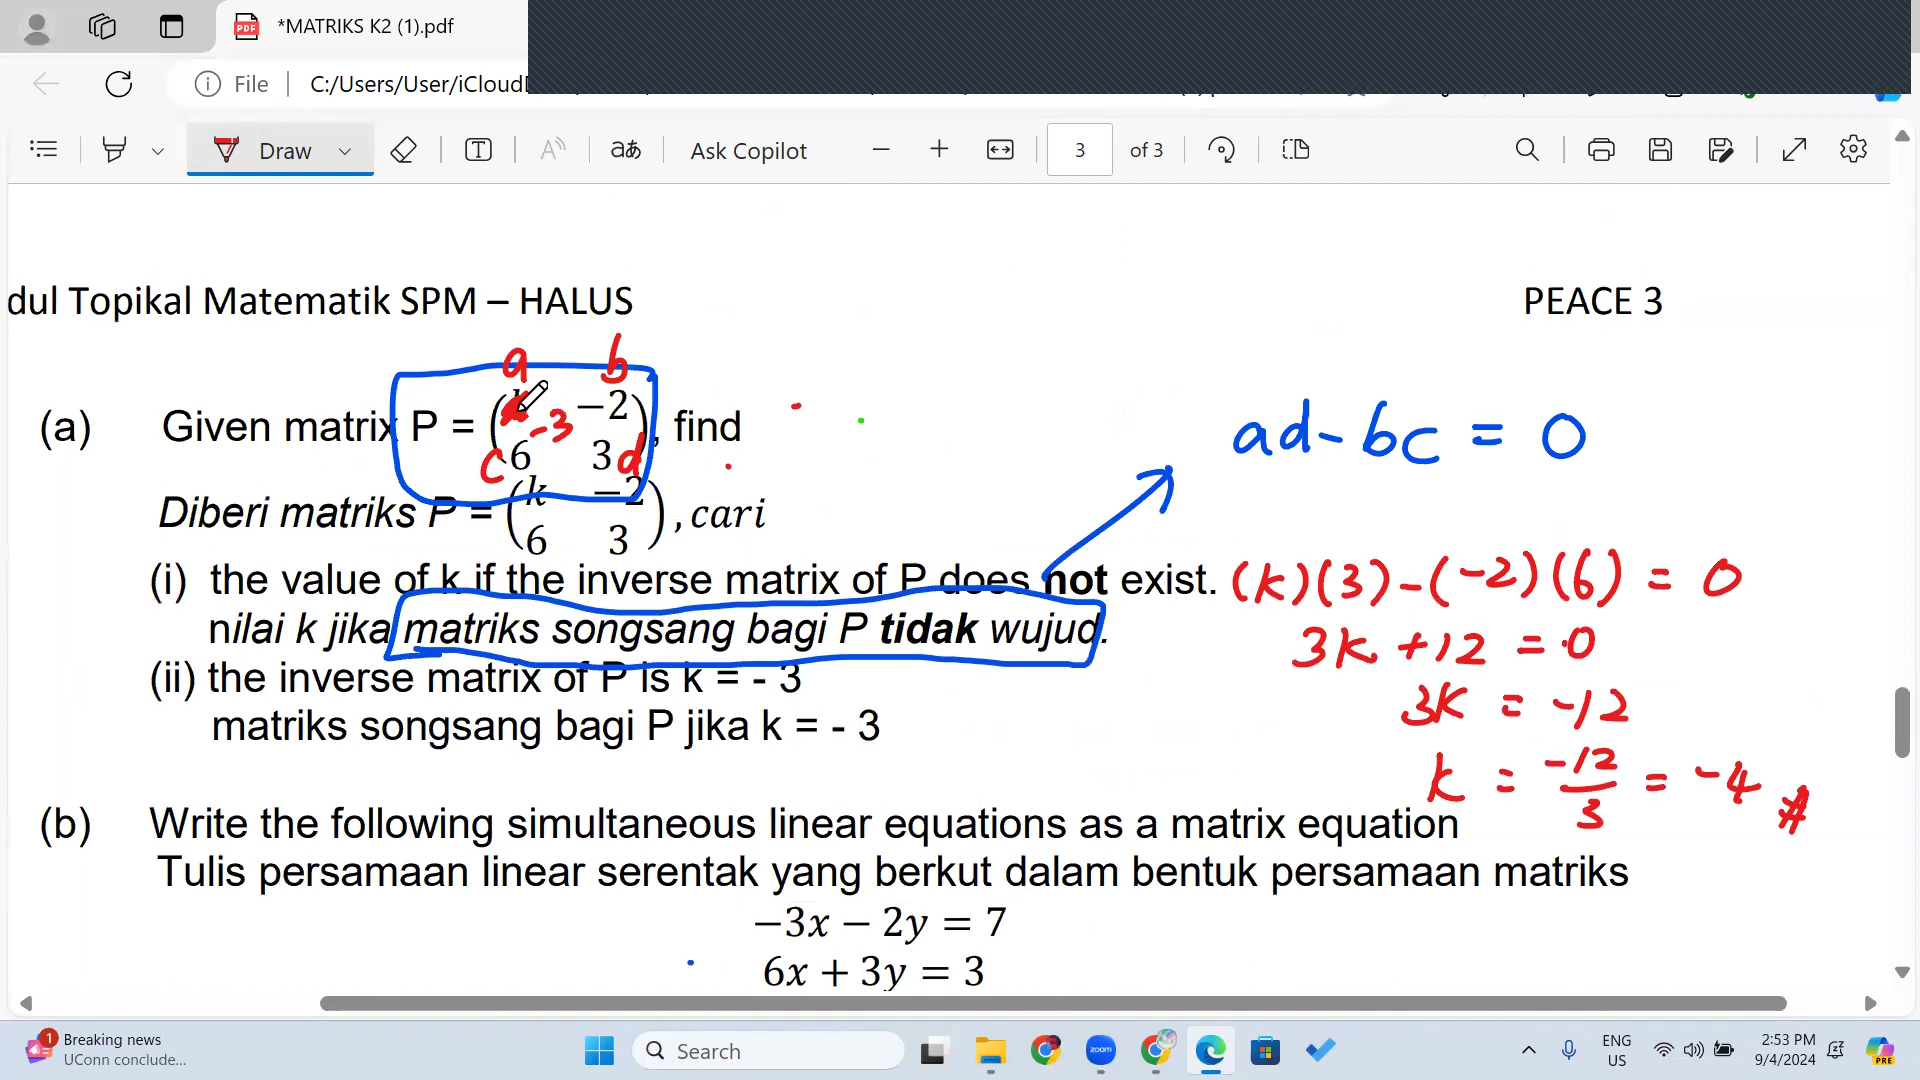 *MATRIKS K2 (1).pdf
File C:/Users/User/iCloudD
Draw aあ Ask Copilot 3 of 3
dul Topikal Matematik SPM – HALUS PEACE 3
a b
(a) Given matrix P = (k −2
6 3), find
-3
c d
ad - bc = 0
Diberi matriks P = (k −2
6 3), cari
(i) the value of k if the inverse matrix of P does not exist.
(k)(3) - (-2)(6) = 0
nilai k jika matriks songsang bagi P tidak wujud.
3k + 12 = 0
(ii) the inverse matrix of P is k = - 3
3k = -12
matriks songsang bagi P jika k = - 3
k = -12/3 = -4 #
(b) Write the following simultaneous linear equations as a matrix equation
Tulis persamaan linear serentak yang berkut dalam bentuk persamaan matriks
−3x − 2y = 7
6x + 3y = 3
1
Breaking news
UConn conclude...
Search
zoom
ENG
US
2:53 PM
9/4/2024
PRE